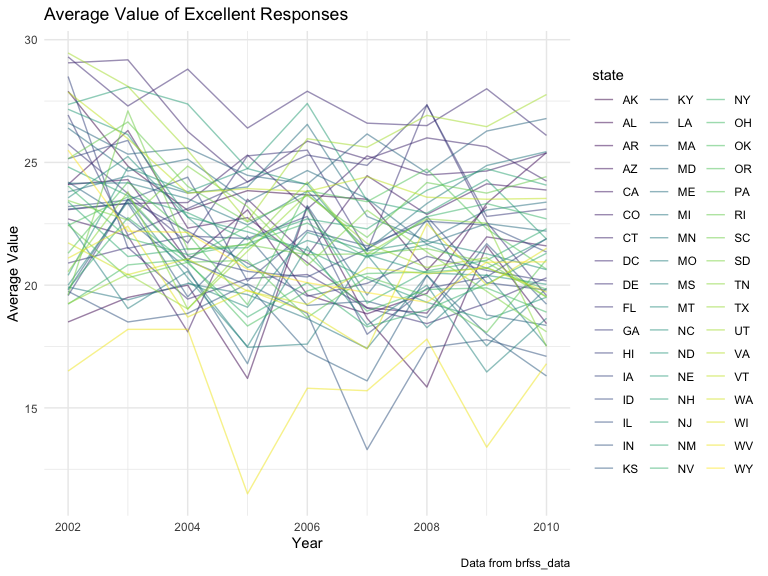 Average Value of Excellent Responses
30
25
20
15
Average Value
2002
2004
2006
2008
2010
Year
state
AK
AL
AR
AZ
CA
CO
CT
DC
DE
FL
GA
HI
IA
ID
IL
IN
KS
KY
LA
MA
MD
ME
MI
MN
MO
MS
MT
NC
ND
NE
NH
NJ
NM
NV
NY
OH
OK
OR
PA
RI
SC
SD
TN
TX
UT
VA
VT
WA
WI
WV
WY
Data from brfss_data